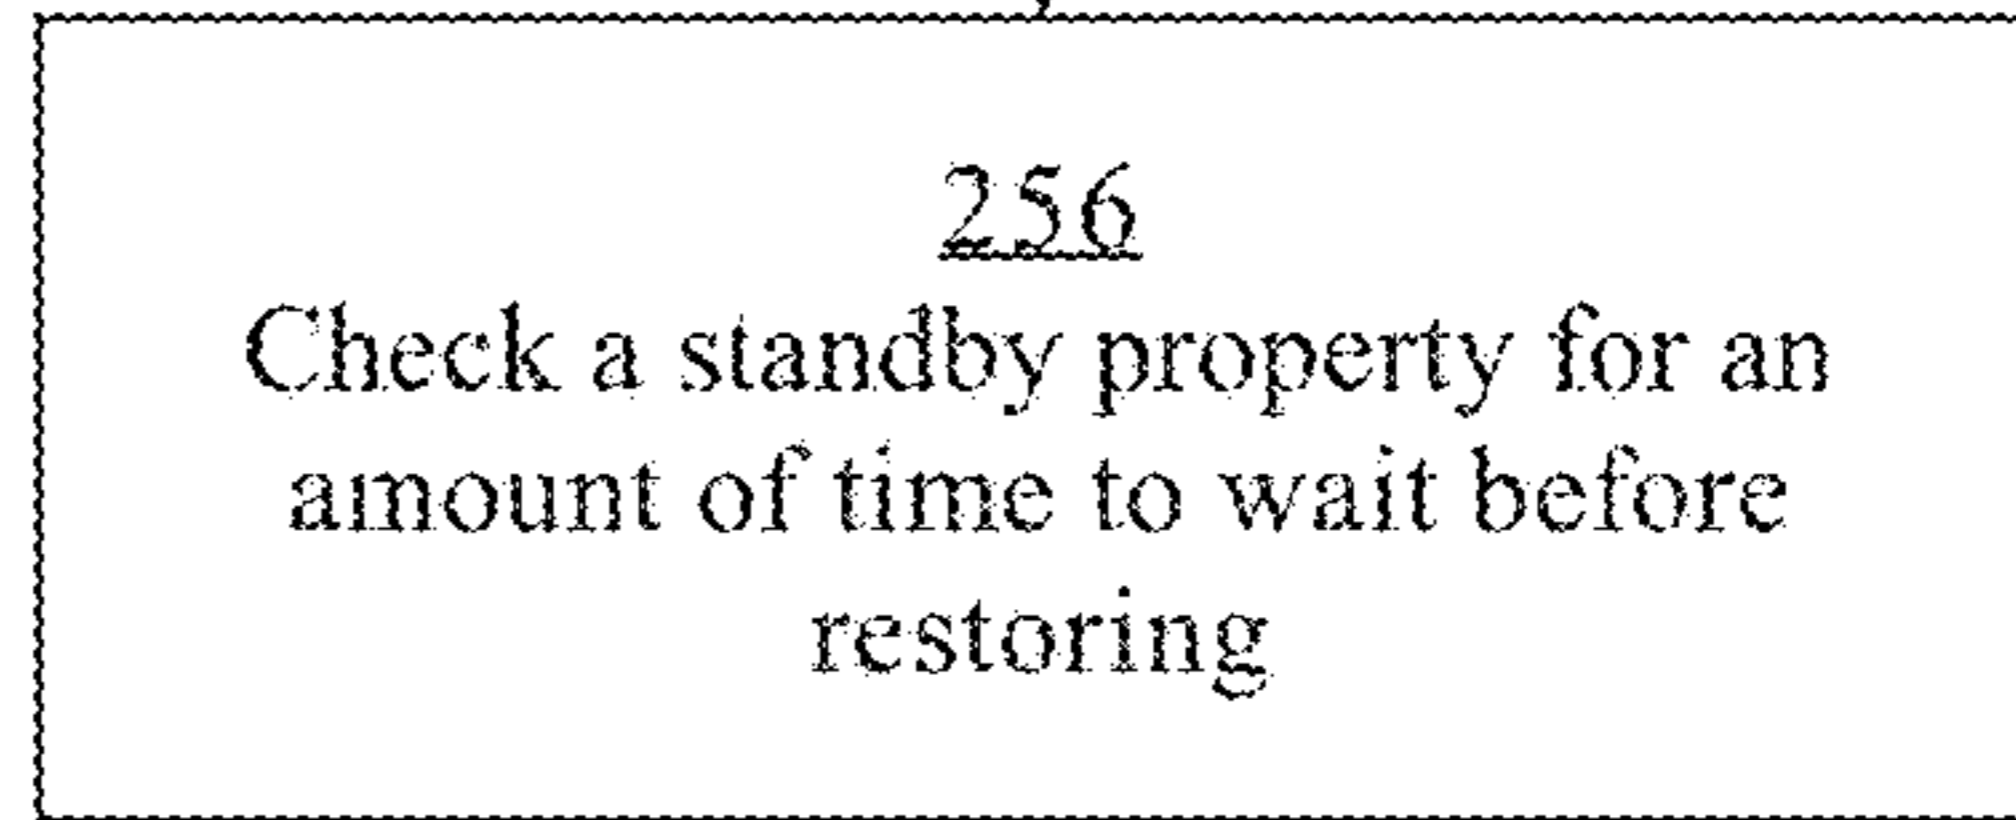 256
Check a standby property for an
amount of time to wait before
restoring